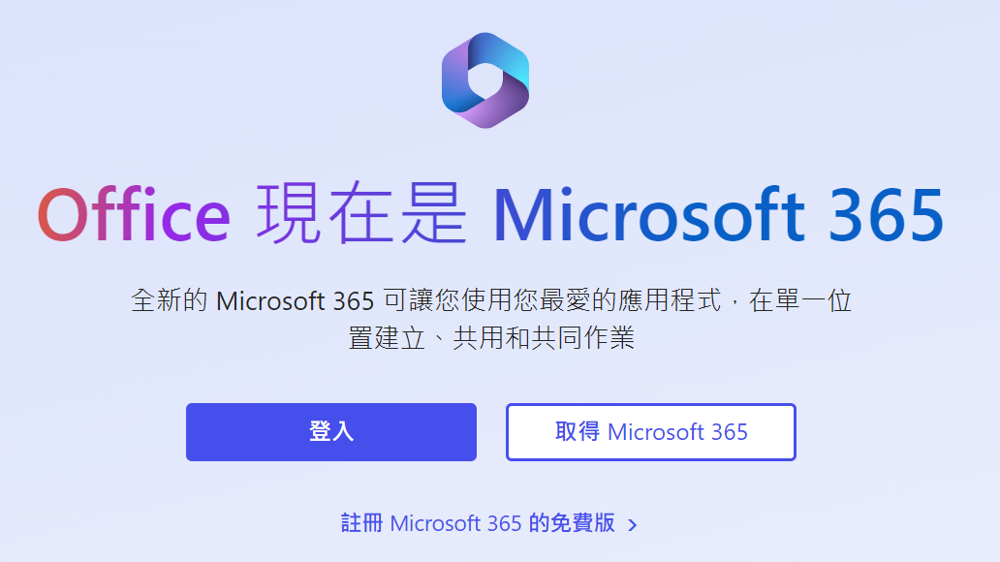 Office 現在是 Microsoft 365
全新的 Microsoft 365 可讓您使用您最愛的應用程式，在單一位
置建立、共用和共同作業
登入
取得 Microsoft 365
註冊 Microsoft 365 的免費版 >